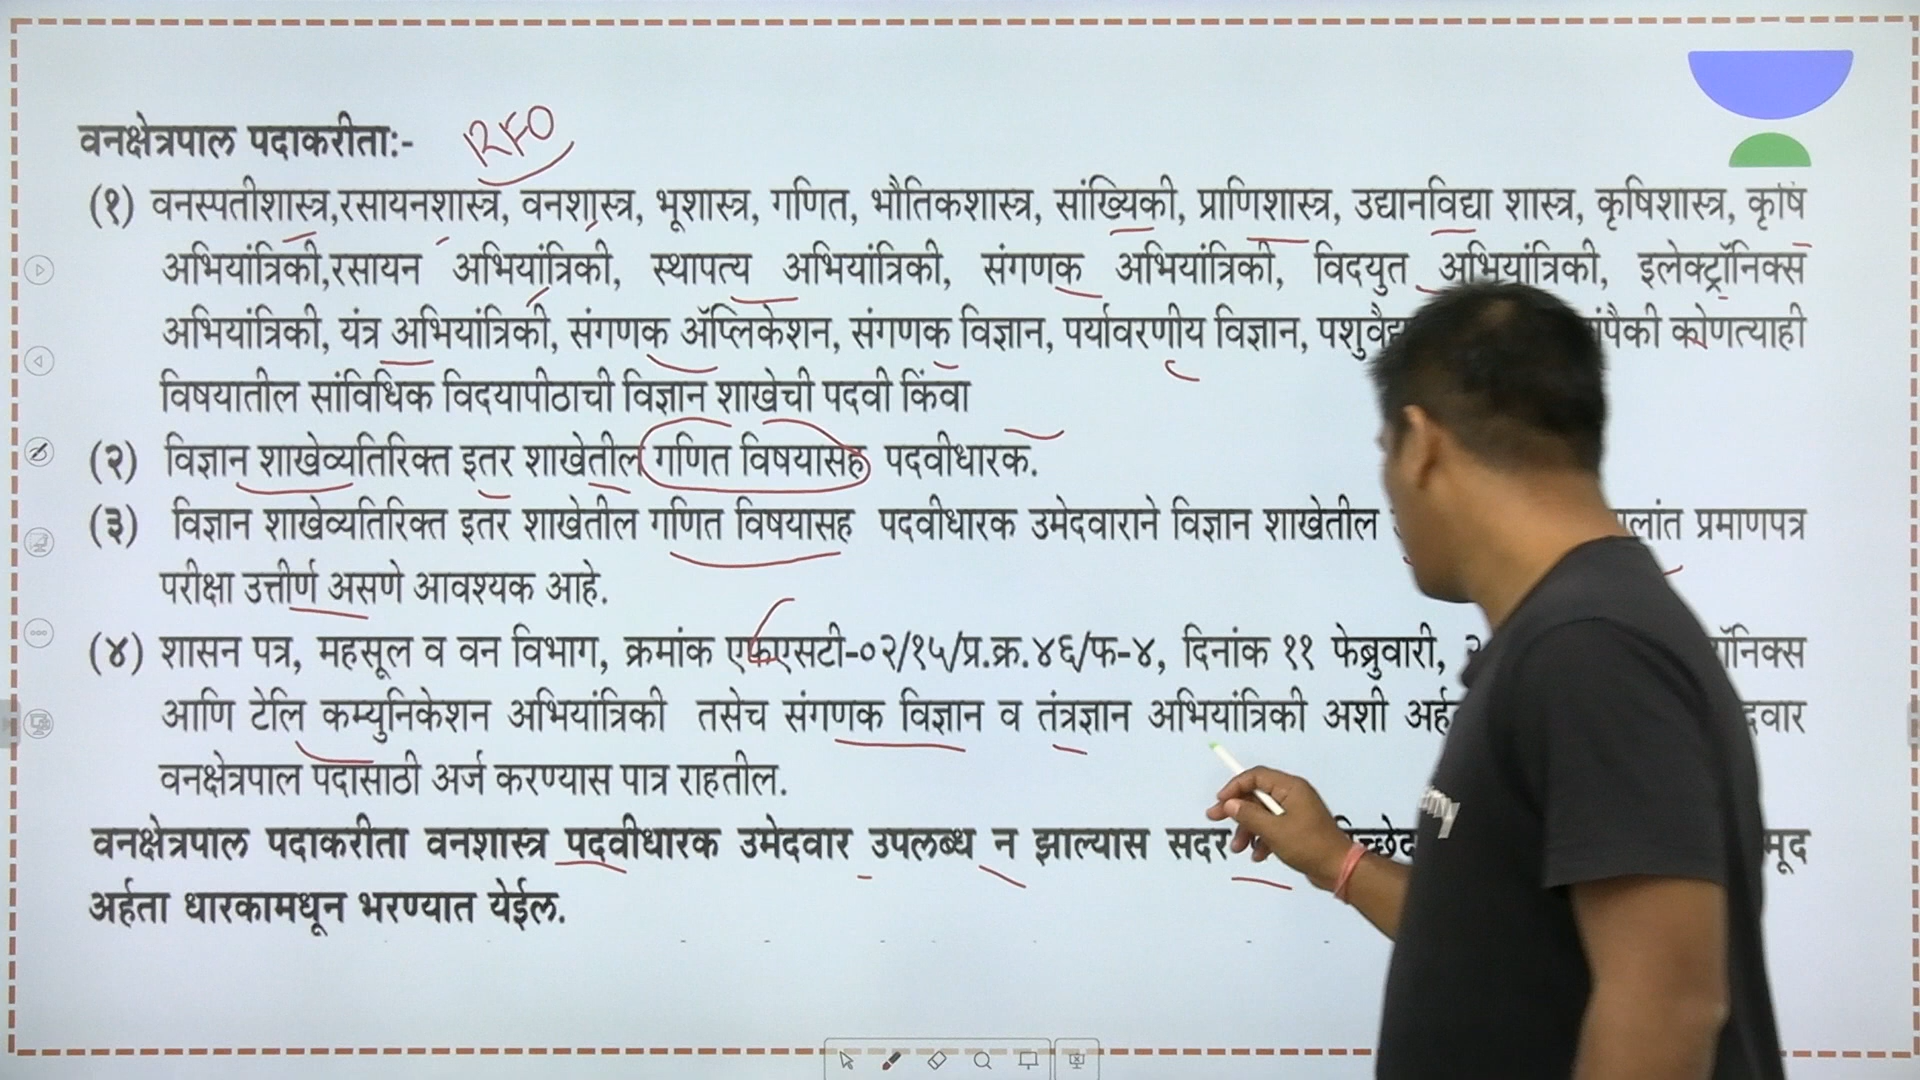 वनक्षेत्रपाल पदाकरीता:- RFO
(१) वनस्पतीशास्त्र,रसायनशास्त्र, वनशास्त्र, भूशास्त्र, गणित, भौतिकशास्त्र, सांख्यिकी, प्राणिशास्त्र, उद्यानविद्या शास्त्र, कृषिशास्त्र, कृषि
अभियांत्रिकी,रसायन अभियांत्रिकी, स्थापत्य अभियांत्रिकी, संगणक अभियांत्रिकी, विदयुत अभियांत्रिकी, इलेक्ट्रॉनिक्स
अभियांत्रिकी, यंत्र अभियांत्रिकी, संगणक ॲप्लिकेशन, संगणक विज्ञान, पर्यावरणीय विज्ञान, कोणत्याही
विषयातील सांविधिक विदयापीठाची विज्ञान शाखेची पदवी किंवा
(२) विज्ञान शाखेव्यतिरिक्त इतर शाखेतील गणित विषयासह पदवीधारक.
(३) विज्ञान शाखेव्यतिरिक्त इतर शाखेतील गणित विषयासह पदवीधारक उमेदवाराने विज्ञान शाखेतील प्रमाणपत्र
परीक्षा उत्तीर्ण असणे आवश्यक आहे.
(४) शासन पत्र, महसूल व वन विभाग, क्रमांक एफएसटी-०२/१५/प्र.क्र.४६/फ-४, दिनांक ११ फेब्रुवारी,
आणि टेलि कम्युनिकेशन अभियांत्रिकी तसेच संगणक विज्ञान व तंत्रज्ञान अभियांत्रिकी अशी
वनक्षेत्रपाल पदासाठी अर्ज करण्यास पात्र राहतील.
वनक्षेत्रपाल पदाकरीता वनशास्त्र पदवीधारक उमेदवार उपलब्ध न झाल्यास सदर
अर्हता धारकामधून भरण्यात येईल.